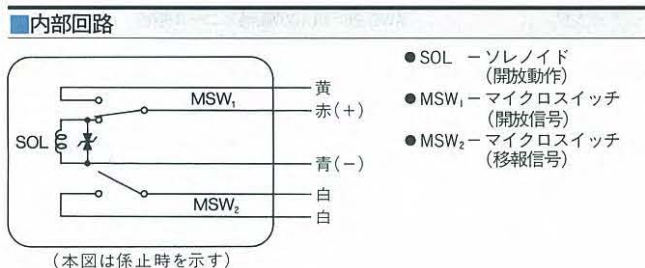 ■内部回路
黄
MSW₁
赤(+)
SOL
青(−)
白
MSW₂
白
(本図は係止時を示す)
●SOL －ソレノイド
(開放動作)
●MSW₁－マイクロスイッチ
(開放信号)
●MSW₂－マイクロスイッチ
(移報信号)